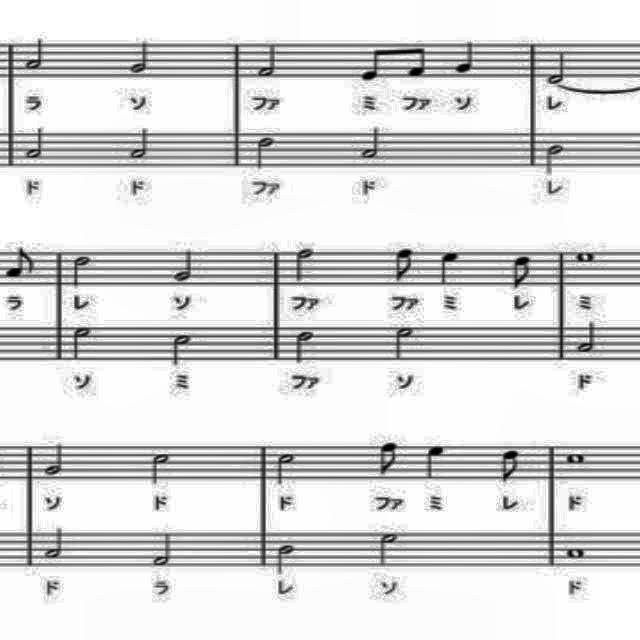 ラ ソ ファ ミ ファ ソ レ
ド ド ファ ド レ
ラ レ ソ ファ ファ ミ レ ミ
ソ ミ ファ ソ ド
ソ ド ド ファ ミ レ ド
ド ラ レ ソ ド